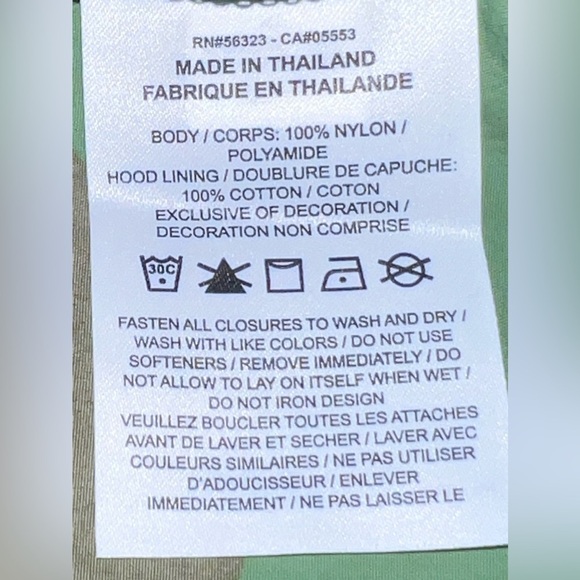 RN#56323 - CA#05553
MADE IN THAILAND
FABRIQUE EN THAILANDE
BODY / CORPS: 100% NYLON /
POLYAMIDE
HOOD LINING / DOUBLURE DE CAPUCHE:
100% COTTON / COTON
EXCLUSIVE OF DECORATION /
DECORATION NON COMPRISE
30C
FASTEN ALL CLOSURES TO WASH AND DRY /
WASH WITH LIKE COLORS / DO NOT USE
SOFTENERS / REMOVE IMMEDIATELY / DO
NOT ALLOW TO LAY ON ITSELF WHEN WET /
DO NOT IRON DESIGN
VEUILLEZ BOUCLER TOUTES LES ATTACHES
AVANT DE LAVER ET SECHER / LAVER AVEC
COULEURS SIMILAIRES / NE PAS UTILISER
D'ADOUCISSEUR / ENLEVER
IMMEDIATEMENT / NE PAS LAISSER LE